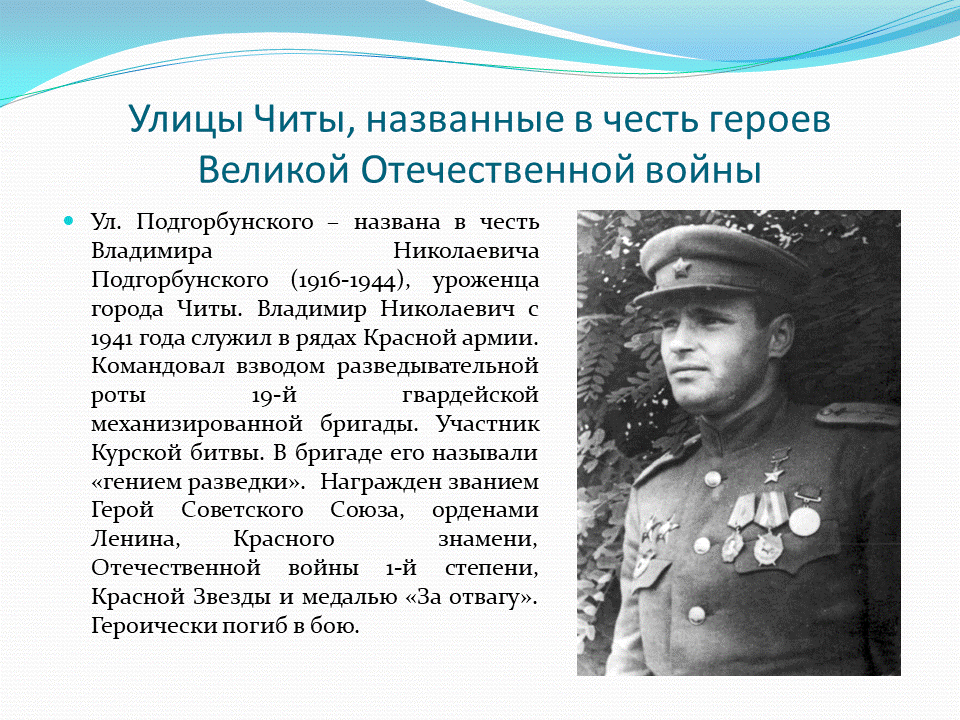 Улицы Читы, названные в честь героев
Великой Отечественной войны
Ул. Подгорбунского – названа в честь
Владимира Николаевича
Подгорбунского (1916-1944), уроженца
города Читы. Владимир Николаевич с
1941 года служил в рядах Красной армии.
Командовал взводом разведывательной
роты 19-й гвардейской
механизированной бригады. Участник
Курской битвы. В бригаде его называли
«гением разведки». Награжден званием
Герой Советского Союза, орденами
Ленина, Красного знамени,
Отечественной войны 1-й степени,
Красной Звезды и медалью «За отвагу».
Героически погиб в бою.